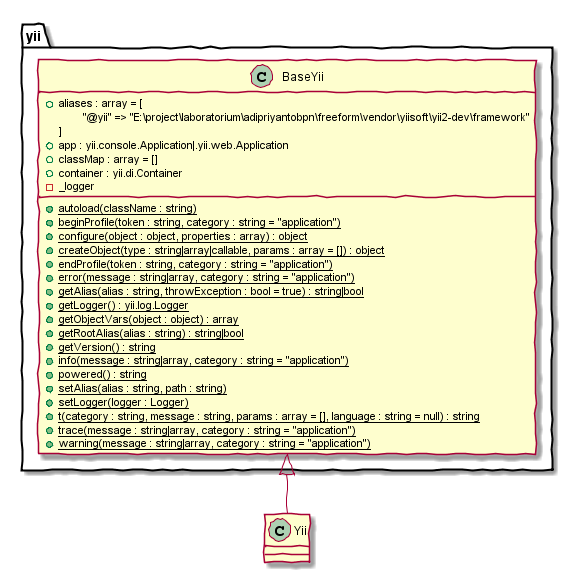 yii
C BaseYii
aliases : array = [
"@yii" => "E:\project\laboratorium\adipriyantobpn\freeform\vendor\yiisoft\yii2-dev\framework"
]
app : yii.console.Application|.yii.web.Application
classMap : array = []
container : yii.di.Container
_logger
autoload(className : string)
beginProfile(token : string, category : string = "application")
configure(object : object, properties : array) : object
createObject(type : string|array|callable, params : array = []) : object
endProfile(token : string, category : string = "application")
error(message : string|array, category : string = "application")
getAlias(alias : string, throwException : bool = true) : string|bool
getLogger() : yii.log.Logger
getObjectVars(object : object) : array
getRootAlias(alias : string) : string|bool
getVersion() : string
info(message : string|array, category : string = "application")
powered() : string
setAlias(alias : string, path : string)
setLogger(logger : Logger)
t(category : string, message : string, params : array = [], language : string = null) : string
trace(message : string|array, category : string = "application")
warning(message : string|array, category : string = "application")
C Yii